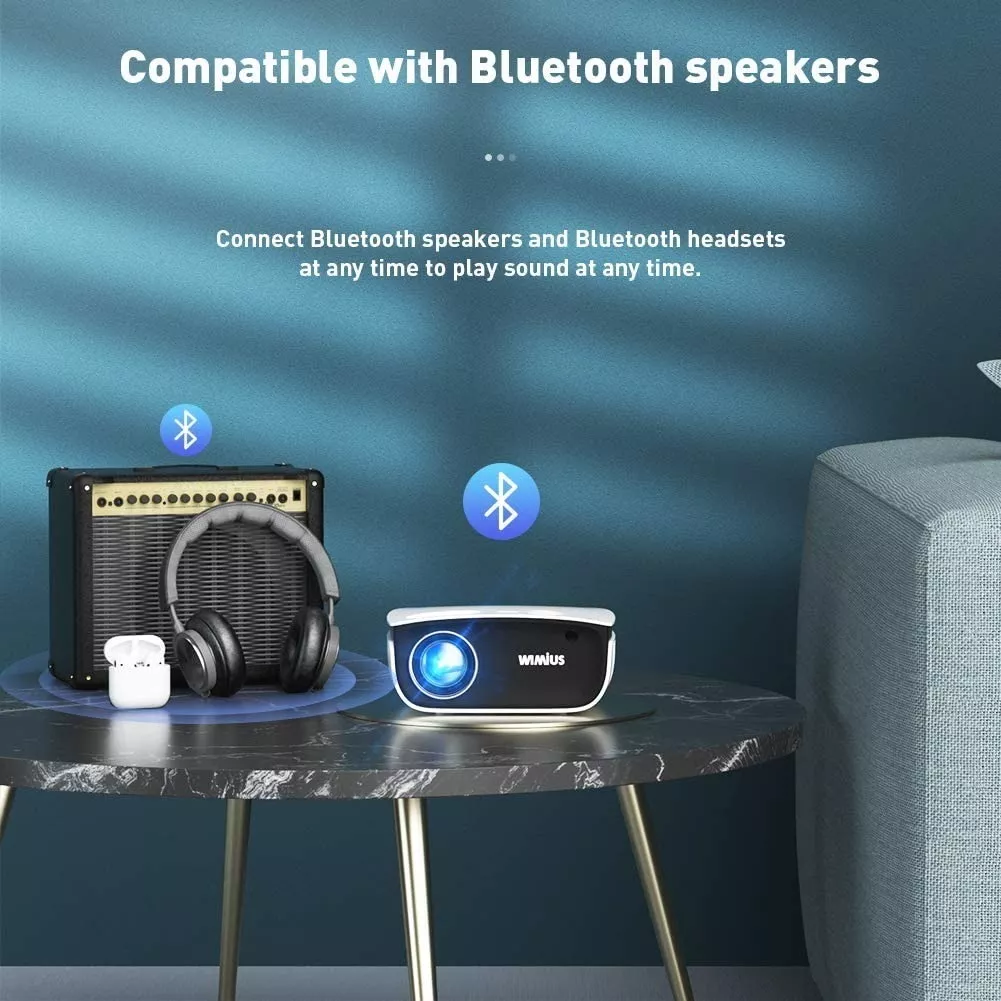 Compatible with Bluetooth speakers
Connect Bluetooth speakers and Bluetooth headsets
at any time to play sound at any time.
WiMiUS